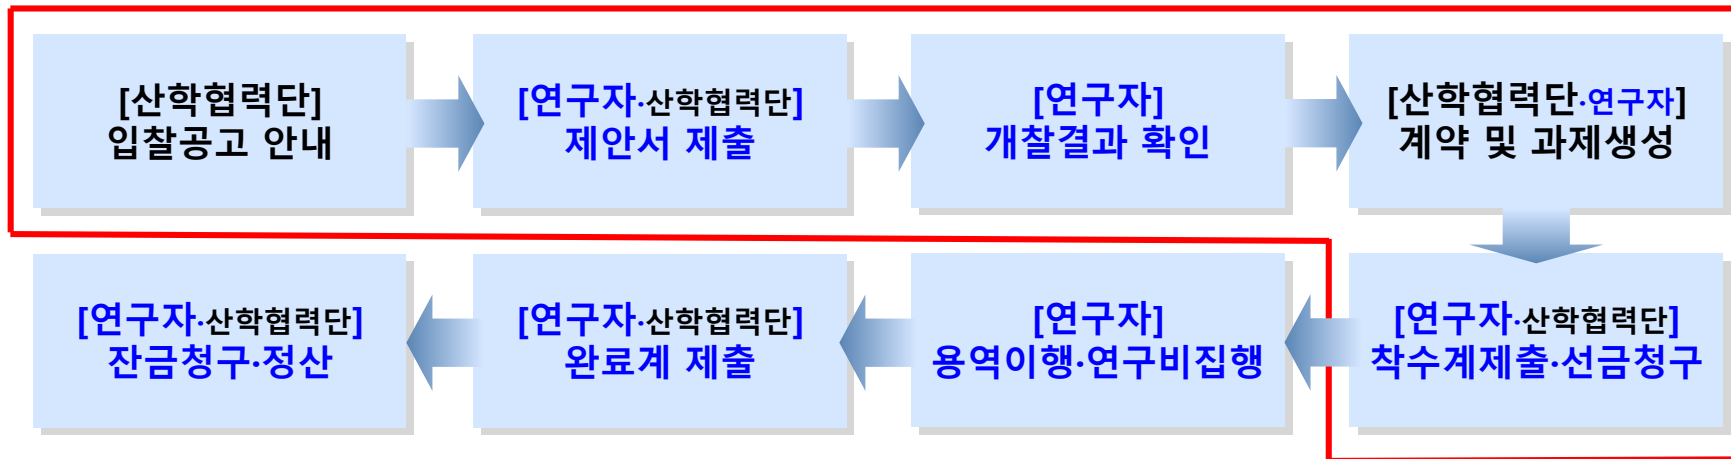 [산학협력단]
입찰공고 안내
[연구자·산학협력단]
제안서 제출
[연구자]
개찰결과 확인
[산학협력단·연구자]
계약 및 과제생성
[연구자·산학협력단]
착수계제출·선금청구
[연구자]
용역이행·연구비집행
[연구자·산학협력단]
완료계 제출
[연구자·산학협력단]
잔금청구·정산